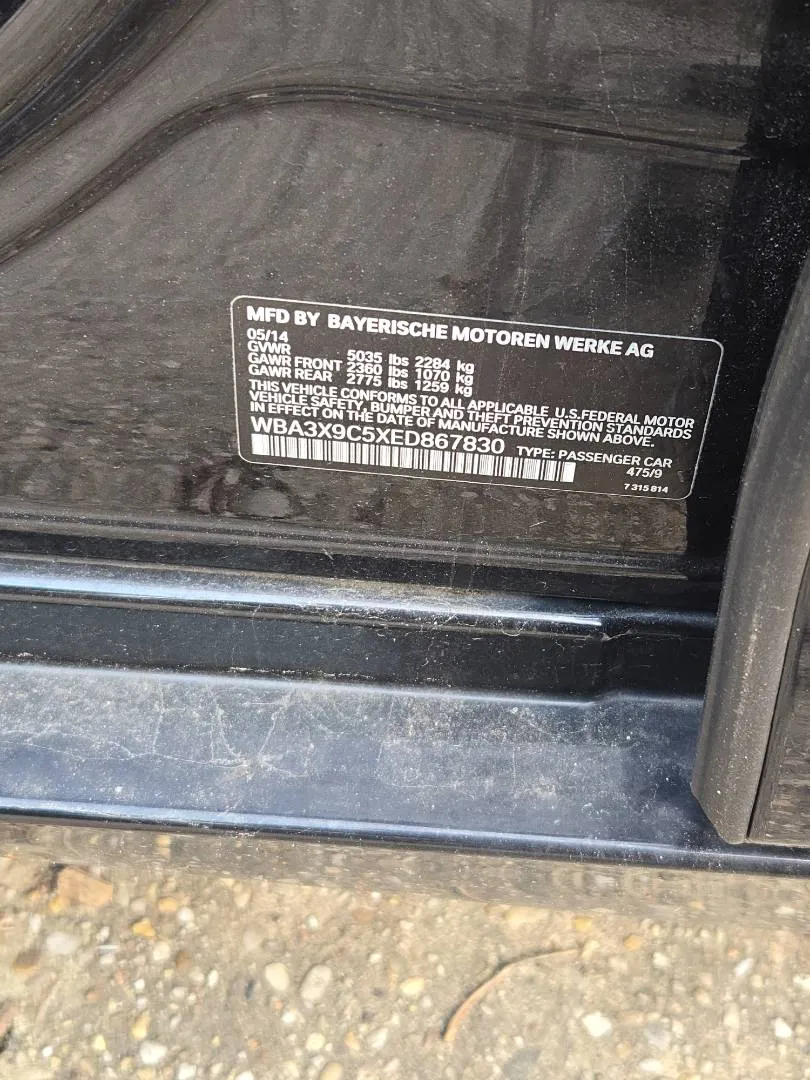 MFD BY BAYERISCHE MOTOREN WERKE AG
05/14
GVWR 5035 lbs 2284 kg
GAWR FRONT 2360 lbs 1070 kg
GAWR REAR 2775 lbs 1259 kg
THIS VEHICLE CONFORMS TO ALL APPLICABLE U.S.FEDERAL MOTOR
VEHICLE SAFETY, BUMPER AND THEFT PREVENTION STANDARDS
IN EFFECT ON THE DATE OF MANUFACTURE SHOWN ABOVE.
WBA3X9C5XED867830 TYPE: PASSENGER CAR
475/9
7 315 814